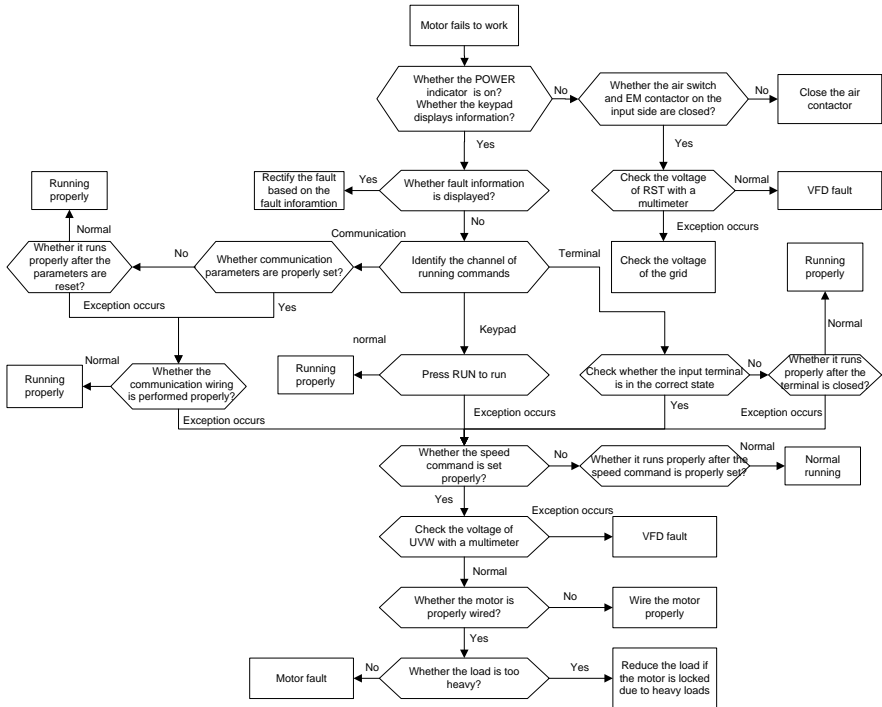 Motor fails to work
Whether the POWER
indicator is on?
Whether the keypad
displays information?
No
Whether the air switch
and EM contactor on the
input side are closed?
No
Close the air
contactor
Yes
Yes
Running
properly
Rectify the fault
based on the
fault inforamtion
Yes
Whether fault information
is displayed?
Check the voltage
of RST with a
multimeter
Normal
VFD fault
Normal
No
Exception occurs
Communication
Terminal
Whether it runs
properly after the
parameters are
reset?
No
Whether communication
parameters are properly set?
Identify the channel of
running commands
Check the voltage
of the grid
Running
properly
Exception occurs
Yes
Keypad
Normal
normal
Normal
Running
properly
Whether the
communication wiring
is performed properly?
Running
properly
Press RUN to run
Check whether the input terminal
is in the correct state
No
Whether it runs
properly after the
terminal is closed?
Exception occurs
Exception occurs
Yes
Exception occurs
Whether the speed
command is set
properly?
No
Whether it runs properly after the
speed command is properly set?
Normal
Normal
running
Yes
Exception occurs
Check the voltage of
UVW with a multimeter
VFD fault
Normal
Whether the motor is
properly wired?
No
Wire the motor
properly
Yes
Motor fault
No
Whether the load is too
heavy?
Yes
Reduce the load if
the motor is locked
due to heavy loads